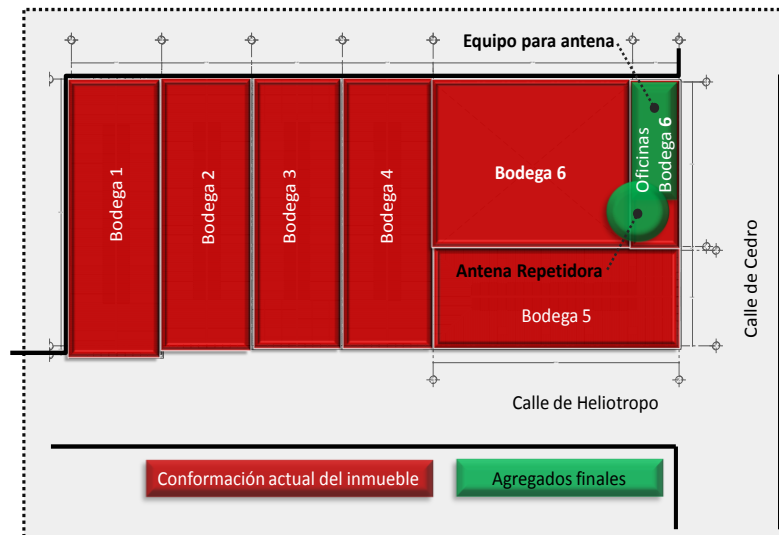 Equipo para antena
Bodega 1
Bodega 2
Bodega 3
Bodega 4
Bodega 6
Oficinas
Bodega 6
Antena Repetidora
Bodega 5
Calle de Cedro
Calle de Heliotropo
Conformación actual del inmueble
Agregados finales